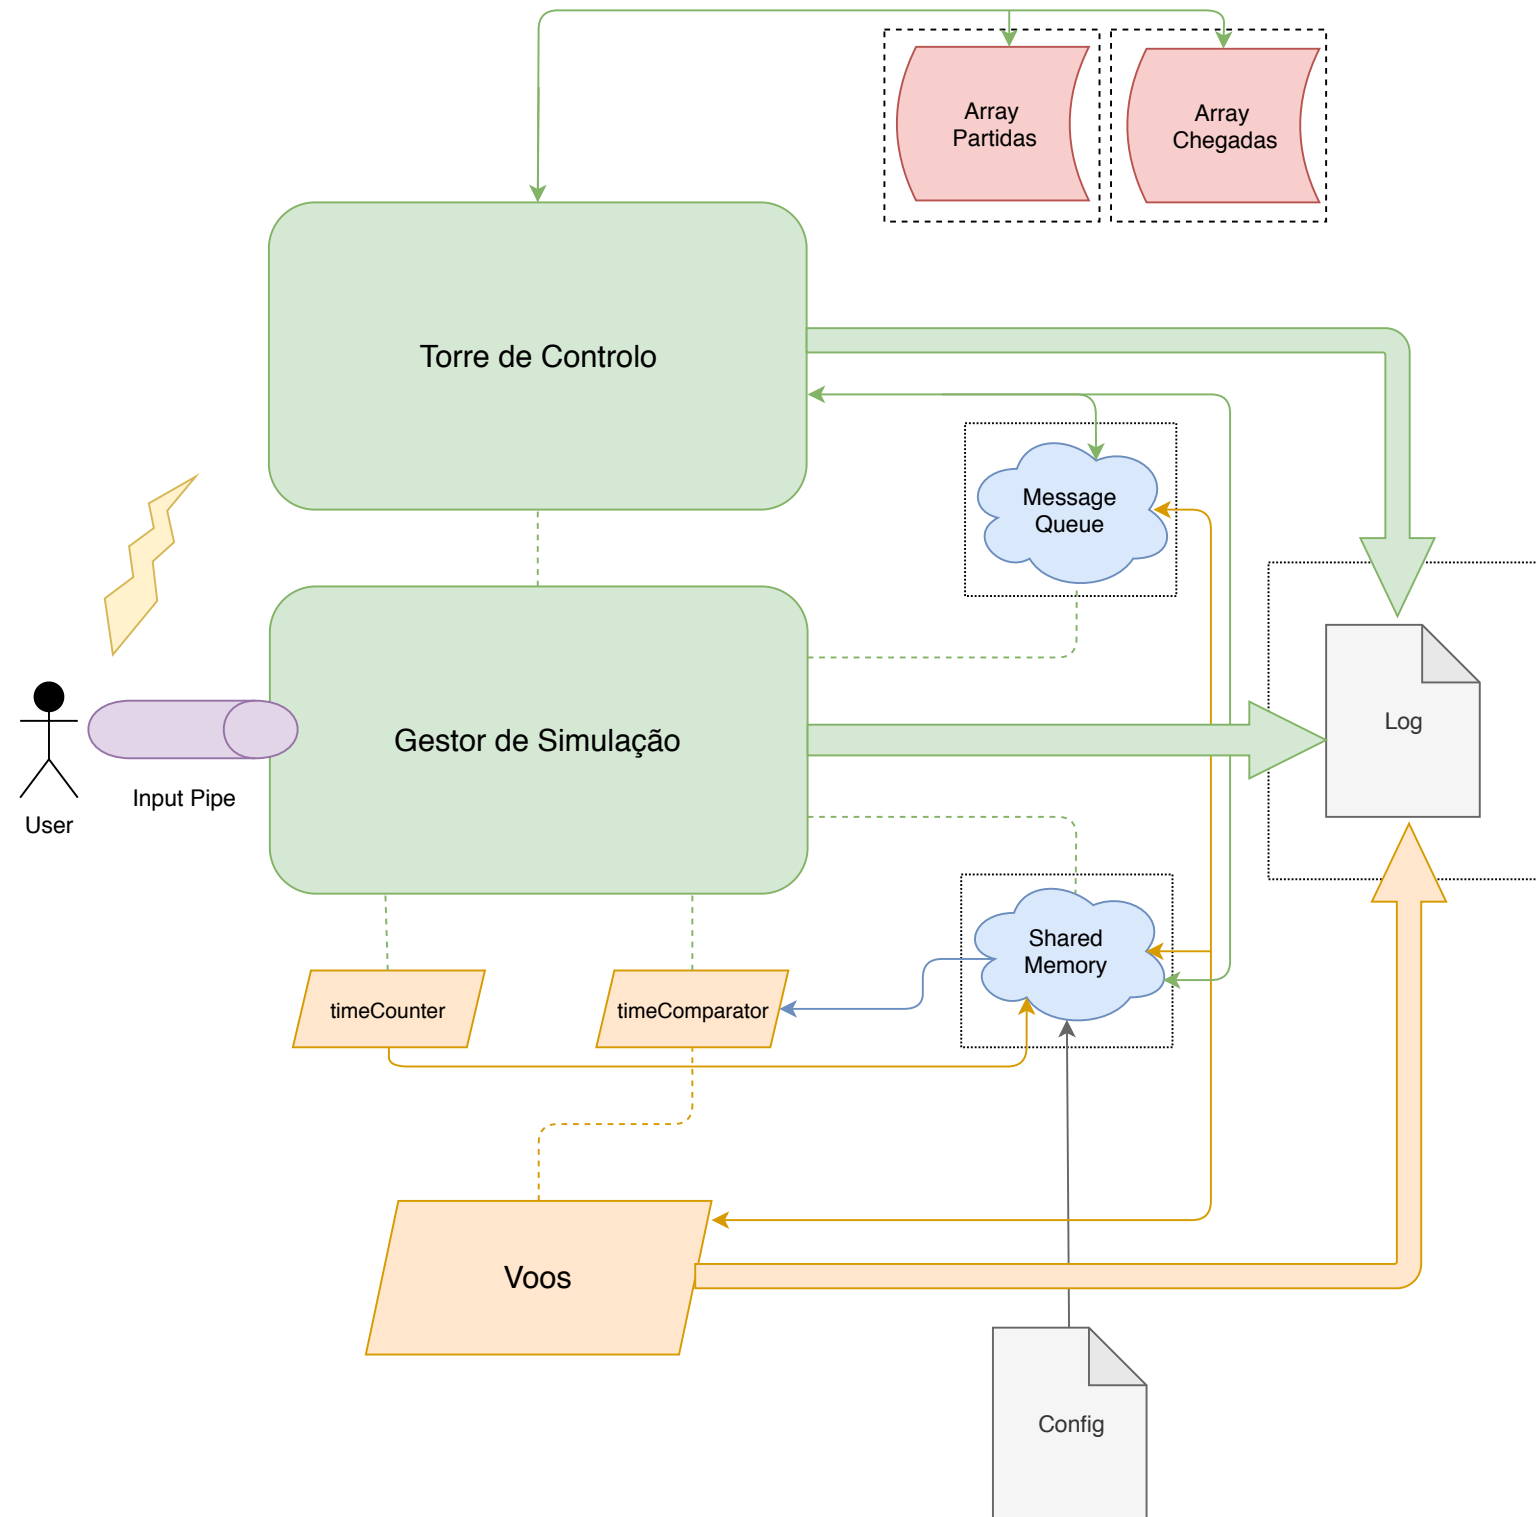 Array
Partidas
Array
Chegadas
Torre de Controlo
Message
Queue
Gestor de Simulação
Log
Input Pipe
User
Shared
Memory
timeCounter
timeComparator
Voos
Config